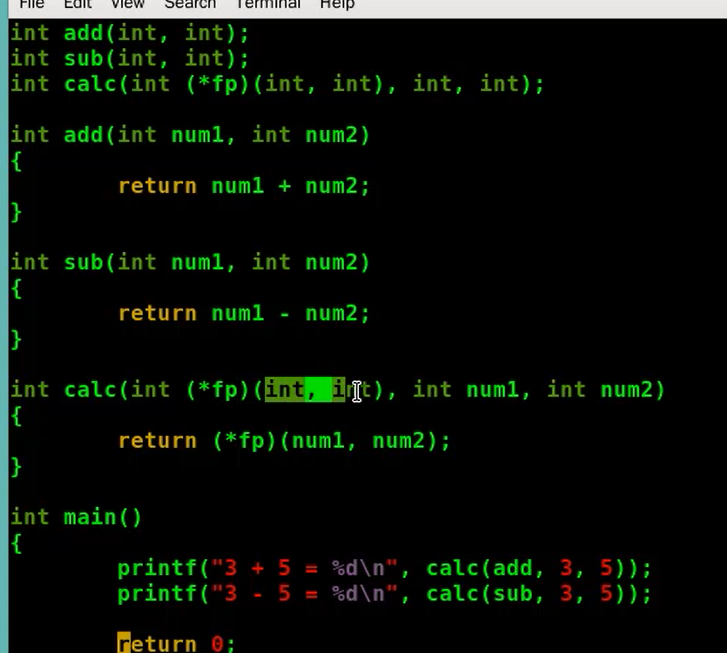 File Edit View Search Terminal Help
int add(int, int);
int sub(int, int);
int calc(int (*fp)(int, int), int, int);
int add(int num1, int num2)
{
return num1 + num2;
}
int sub(int num1, int num2)
{
return num1 - num2;
}
int calc(int (*fp)(int, int), int num1, int num2)
{
return (*fp)(num1, num2);
}
int main()
{
printf("3 + 5 = %d\n", calc(add, 3, 5));
printf("3 - 5 = %d\n", calc(sub, 3, 5));
return 0;